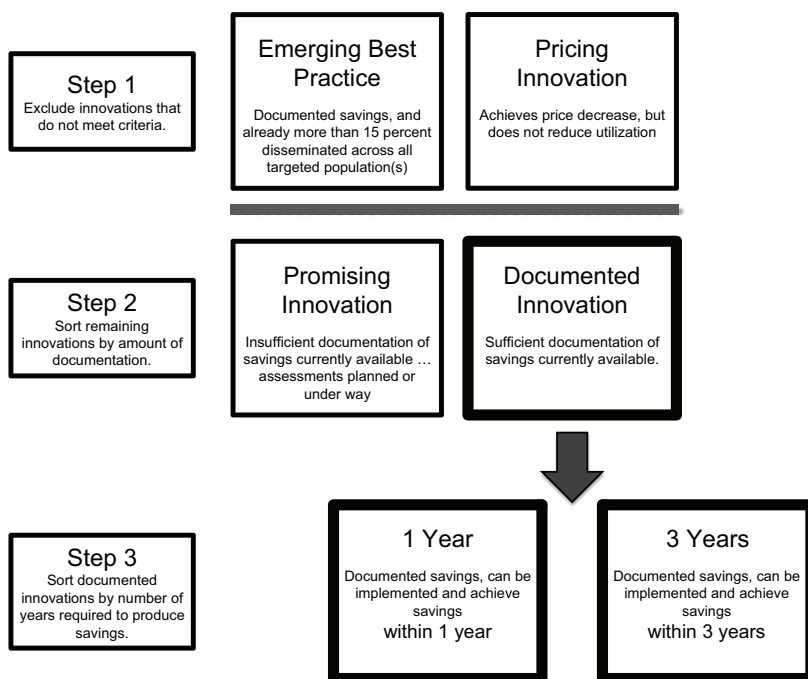 Step 1
Exclude innovations that
do not meet criteria.
Emerging Best
Practice
Documented savings, and
already more than 15 percent
disseminated across all
targeted population(s)
Pricing
Innovation
Achieves price decrease, but
does not reduce utilization
Step 2
Sort remaining
innovations by amount of
documentation.
Promising
Innovation
Insufficient documentation of
savings currently available ...
assessments planned or
under way
Documented
Innovation
Sufficient documentation of
savings currently available.
Step 3
Sort documented
innovations by number of
years required to produce
savings.
1 Year
Documented savings, can be
implemented and achieve
savings
within 1 year
3 Years
Documented savings, can be
implemented and achieve
savings
within 3 years